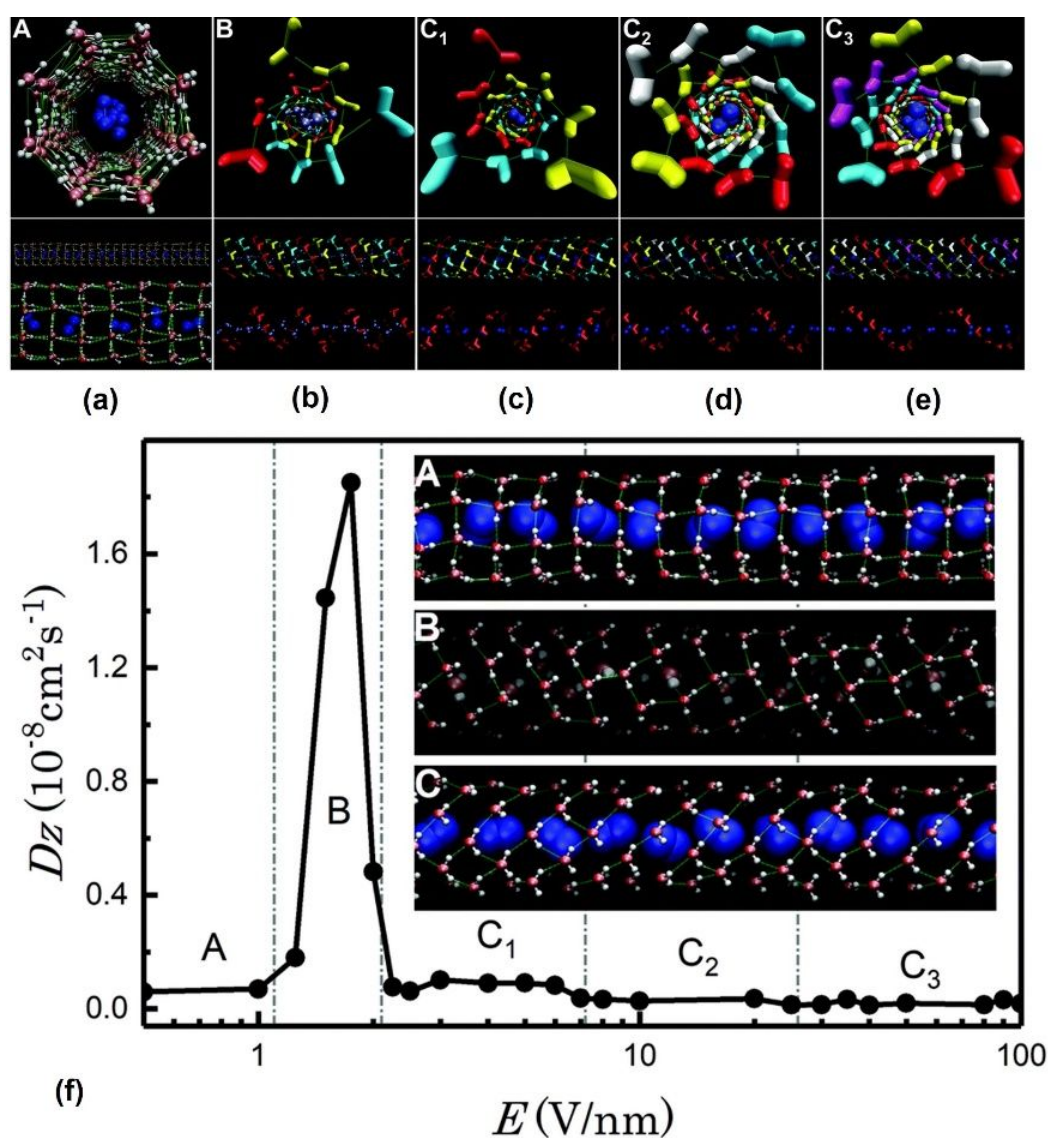 A B C₁ C₂ C₃
(a) (b) (c) (d) (e)
A
B
C
Dz (10⁻⁸cm²s⁻¹)
1.6
1.2
0.8
0.4
0.0
A B C₁ C₂ C₃
1 10 100
(f)
E (V/nm)